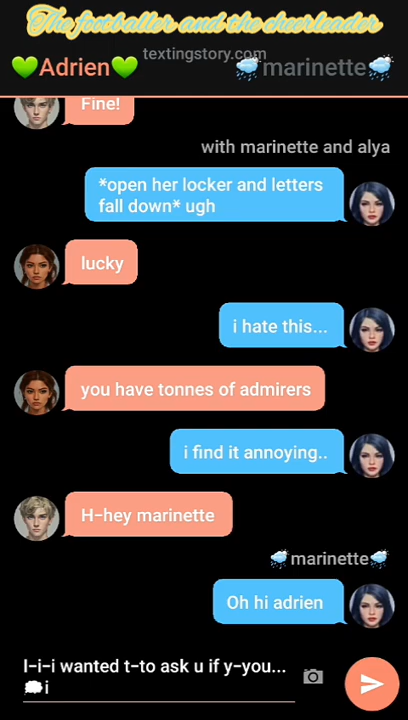 The footballer and the cheerleader
textingstory.com
💚Adrien💚
🌧️marinette🌧️
Fine!
with marinette and alya
*open her locker and letters
fall down* ugh
lucky
i hate this...
you have tonnes of admirers
i find it annoying..
H-hey marinette
🌧️marinette🌧️
Oh hi adrien
I-i-i wanted t-to ask u if y-you...
💭i